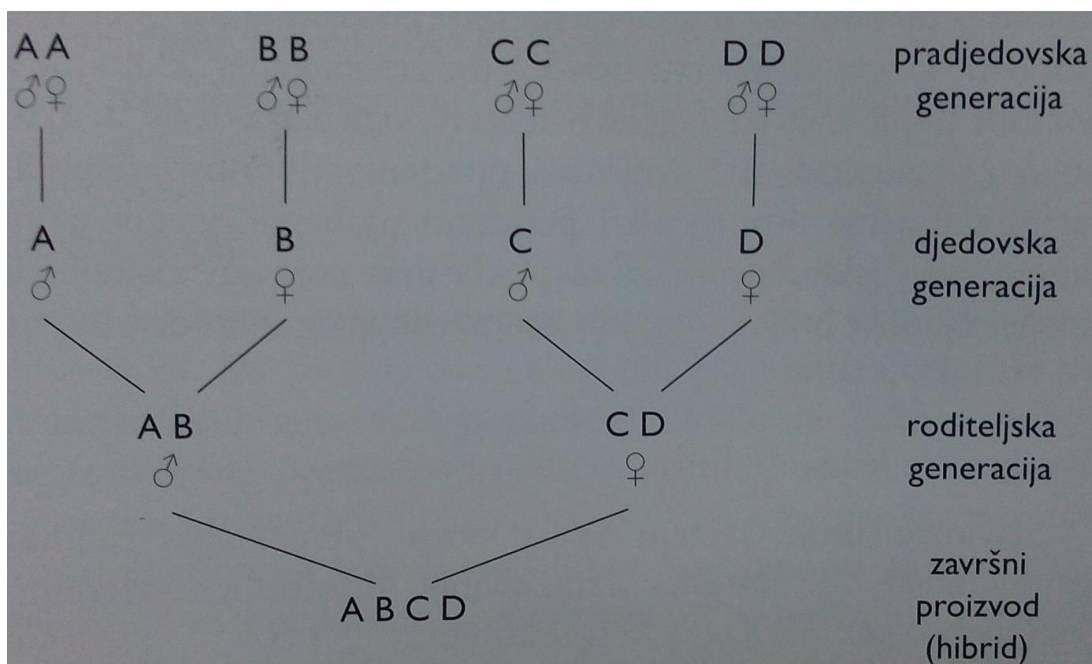 A A B B C C D D pradjedovska
♂♀ ♂♀ ♂♀ ♂♀ generacija
A B C D djedovska
♂ ♀ ♂ ♀ generacija
A B C D roditeljska
♂ ♀ generacija
završni
A B C D proizvod
(hibrid)